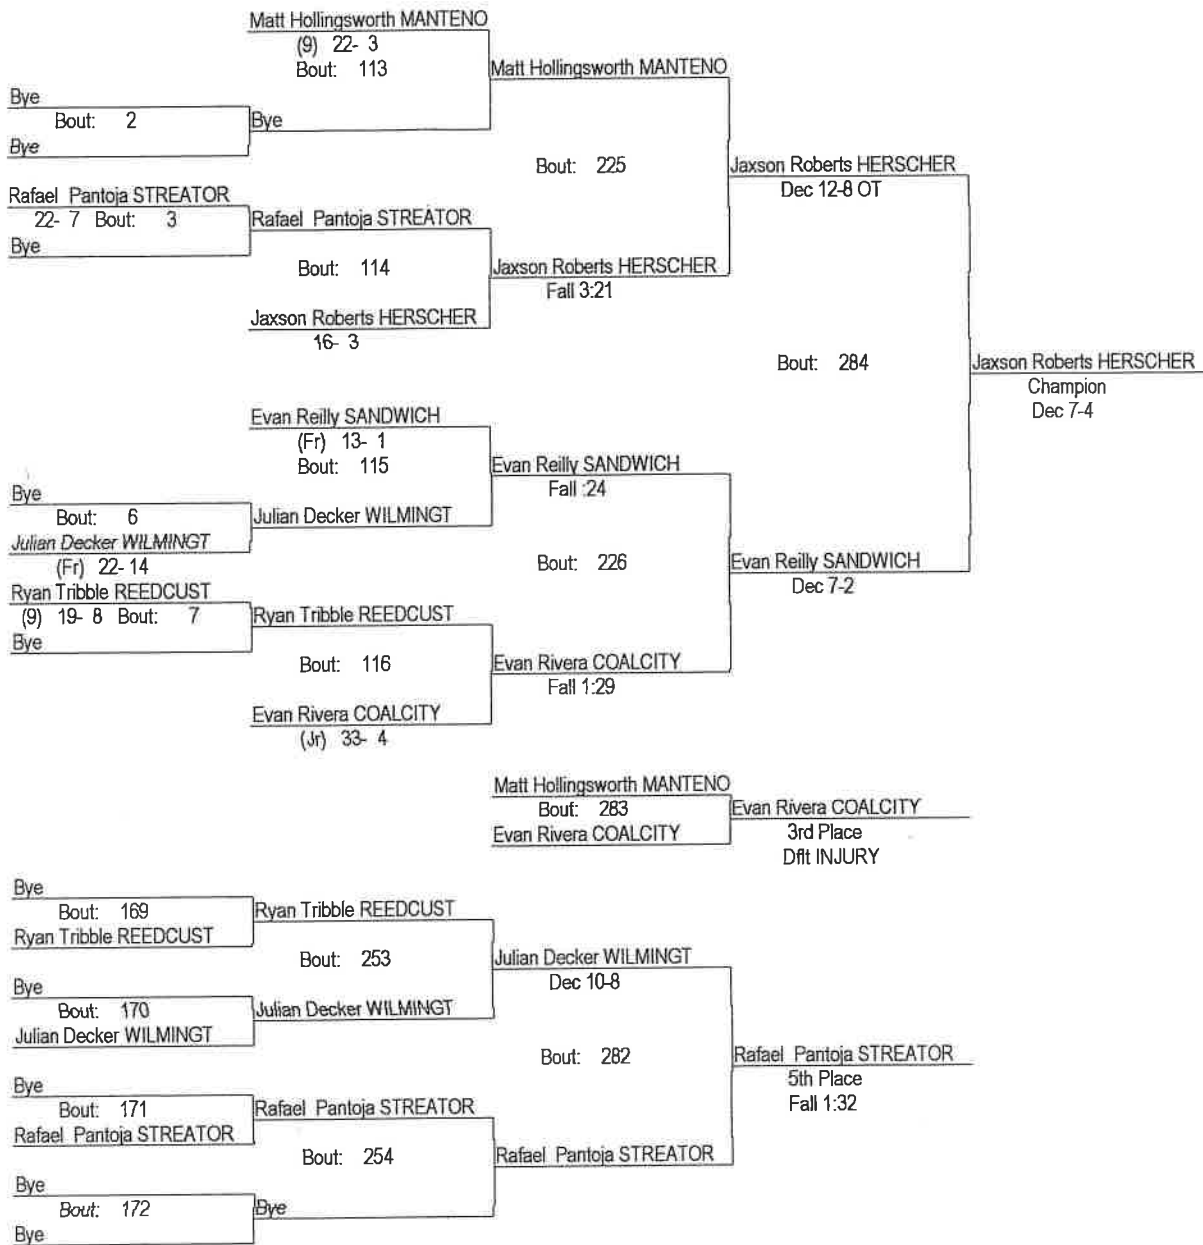 Matt Hollingsworth MANTENO
(9) 22- 3
Bout: 113
Matt Hollingsworth MANTENO
Bye
Bout: 2
Bye
Bye
Bout: 225
Jaxson Roberts HERSCHER
Dec 12-8 OT
Rafael Pantoja STREATOR
22- 7 Bout: 3
Bye
Rafael Pantoja STREATOR
Bout: 114
Jaxson Roberts HERSCHER
Fall 3:21
Jaxson Roberts HERSCHER
16- 3
Bout: 284
Jaxson Roberts HERSCHER
Champion
Dec 7-4
Evan Reilly SANDWICH
(Fr) 13- 1
Bout: 115
Evan Reilly SANDWICH
Fall :24
Bye
Bout: 6
Julian Decker WILMINGT
(Fr) 22- 14
Julian Decker WILMINGT
Bout: 226
Evan Reilly SANDWICH
Dec 7-2
Ryan Tribble REEDCUST
(9) 19- 8 Bout: 7
Bye
Ryan Tribble REEDCUST
Bout: 116
Evan Rivera COALCITY
Fall 1:29
Evan Rivera COALCITY
(Jr) 33- 4
Matt Hollingsworth MANTENO
Bout: 283
Evan Rivera COALCITY
Evan Rivera COALCITY
3rd Place
Dflt INJURY
Bye
Bout: 169
Ryan Tribble REEDCUST
Ryan Tribble REEDCUST
Bout: 253
Julian Decker WILMINGT
Dec 10-8
Bye
Bout: 170
Julian Decker WILMINGT
Julian Decker WILMINGT
Bout: 282
Rafael Pantoja STREATOR
5th Place
Fall 1:32
Bye
Bout: 171
Rafael Pantoja STREATOR
Rafael Pantoja STREATOR
Bout: 254
Rafael Pantoja STREATOR
Bye
Bout: 172
Bye
Bye